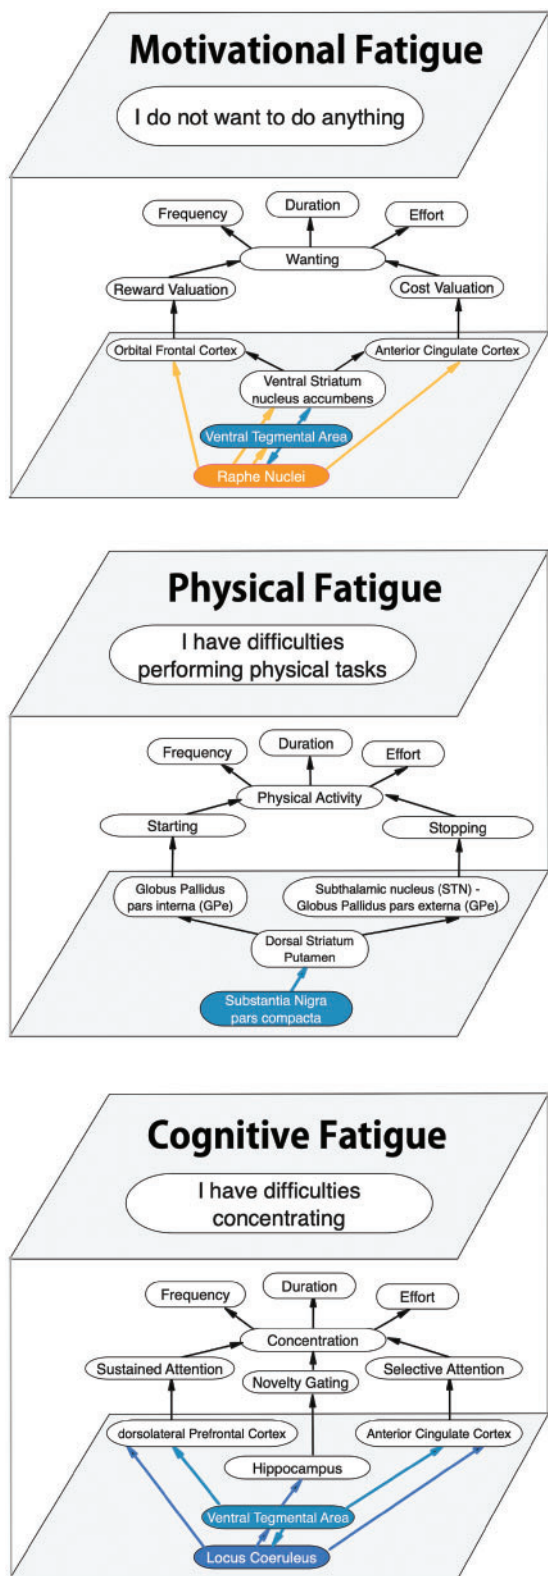 Motivational Fatigue
I do not want to do anything
Duration
Frequency
Effort
Wanting
Reward Valuation
Cost Valuation
Orbital Frontal Cortex
Anterior Cingulate Cortex
Ventral Striatum
nucleus accumbens
Ventral Tegmental Area
Raphe Nuclei
Physical Fatigue
I have difficulties
performing physical tasks
Duration
Frequency
Effort
Physical Activity
Starting
Stopping
Globus Pallidus
pars interna (GPe)
Subthalamic nucleus (STN) -
Globus Pallidus pars externa (GPe)
Dorsal Striatum
Putamen
Substantia Nigra
pars compacta
Cognitive Fatigue
I have difficulties
concentrating
Duration
Frequency
Effort
Concentration
Sustained Attention
Selective Attention
Novelty Gating
dorsolateral Prefrontal Cortex
Anterior Cingulate Cortex
Hippocampus
Ventral Tegmental Area
Locus Coeruleus